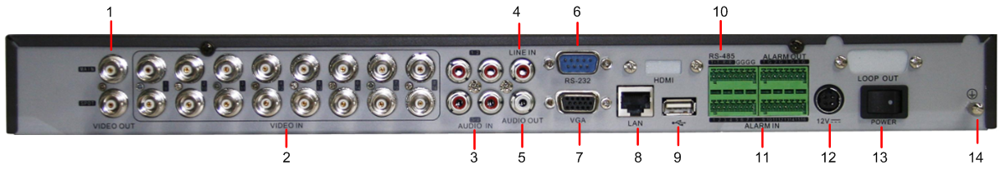 1 4 6 10
LINE IN
RS-232
HDMI
RS-485 ALARM OUT
LOOP OUT
VIDEO OUT
VIDEO IN
AUDIO IN
AUDIO OUT
VGA
LAN
ALARM IN
12V
POWER
2 3 5 7 8 9 11 12 13 14